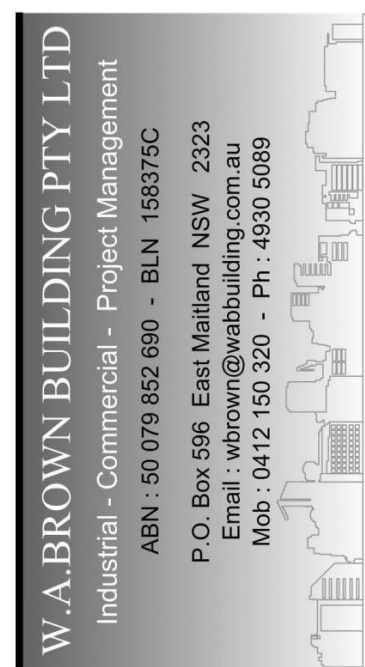 W.A.BROWN BUILDING PTY LTD
Industrial - Commercial - Project Management
ABN : 50 079 852 690 - BLN 158375C
P.O. Box 596 East Maitland NSW 2323
Email : wbrown@wabbuilding.com.au
Mob : 0412 150 320 - Ph : 4930 5089